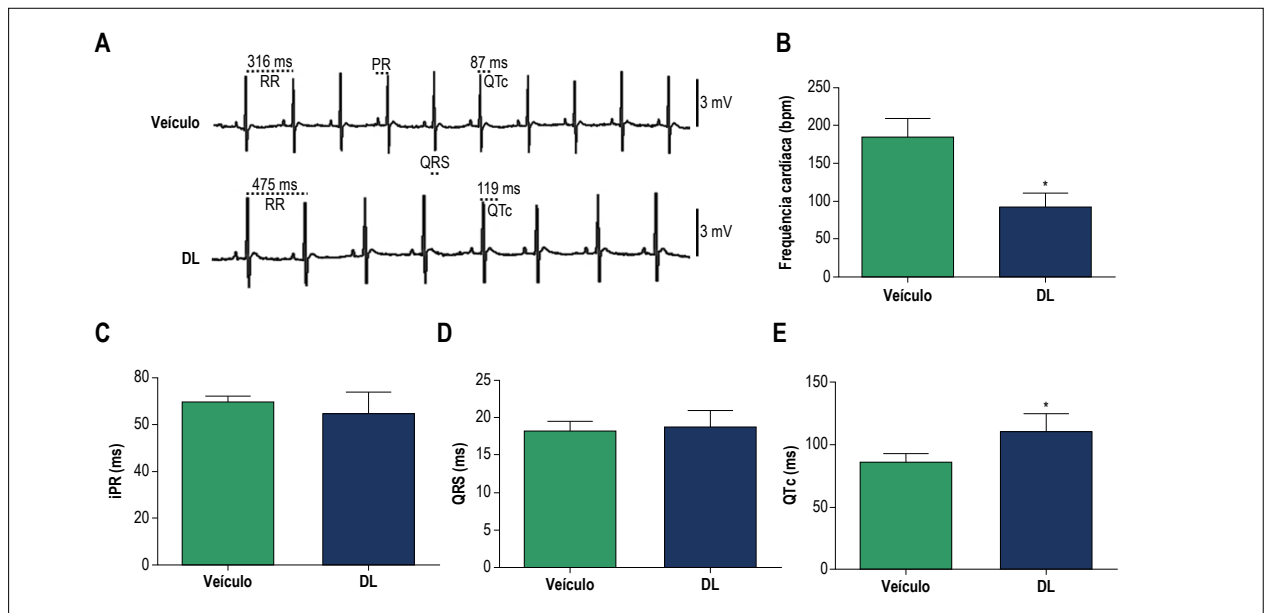 A
316 ms
RR
PR
87 ms
QTc
3 mV
Veículo
QRS
475 ms
RR
119 ms
QTc
3 mV
DL
B
Frequência cardíaca (bpm)
250
200
150
100
50
0
*
Veículo
DL
C
iPR (ms)
80
60
40
20
0
Veículo
DL
D
QRS (ms)
25
20
15
10
5
0
Veículo
DL
E
QTc (ms)
150
100
50
0
*
Veículo
DL